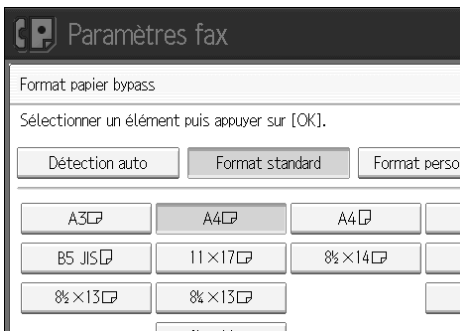 Paramètres fax
Format papier bypass
Sélectionner un élément puis appuyer sur [OK].
Détection auto Format standard Format perso
A3 A4 A4
B5 JIS 11×17 8½×14
8½×13 8¼×13